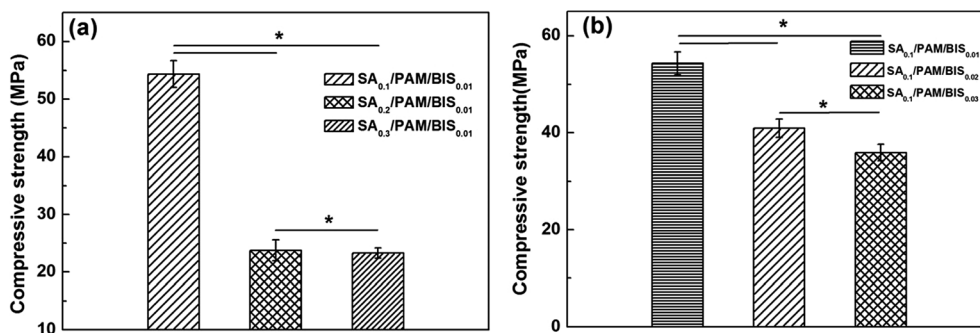 (a)
Compressive strength (MPa)
60
50
40
30
20
10
*
*
SA0.1/PAM/BIS0.01
SA0.2/PAM/BIS0.01
SA0.3/PAM/BIS0.01
(b)
Compressive strength(MPa)
60
40
20
0
*
*
SA0.1/PAM/BIS0.01
SA0.1/PAM/BIS0.02
SA0.1/PAM/BIS0.03